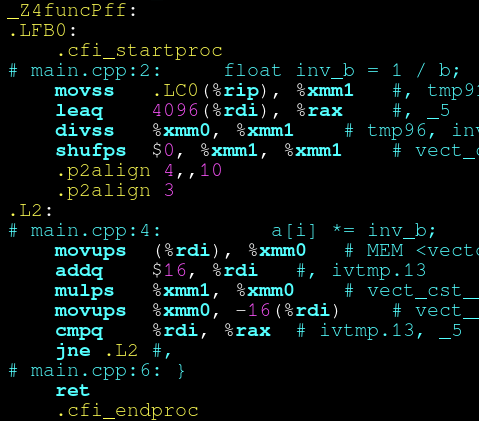 _Z4funcPff:
.LFB0:
    .cfi_startproc
# main.cpp:2:     float inv_b = 1 / b;
    movss   .LC0(%rip), %xmm1   #, tmp9
    leaq    4096(%rdi), %rax    #, _5
    divss   %xmm0, %xmm1    # tmp96, inv
    shufps  $0, %xmm1, %xmm1    # vect_c
    .p2align 4,,10
    .p2align 3
.L2:
# main.cpp:4:         a[i] *= inv_b;
    movups  (%rdi), %xmm0   # MEM <vecto
    addq    $16, %rdi   #, ivtmp.13
    mulps   %xmm1, %xmm0    # vect_cst__
    movups  %xmm0, -16(%rdi)    # vect__
    cmpq    %rdi, %rax  # ivtmp.13, _5
    jne .L2 #,
# main.cpp:6: }
    ret
    .cfi_endproc